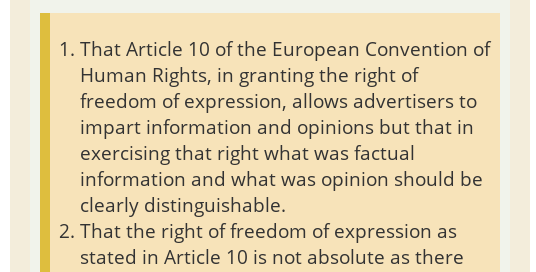 1. That Article 10 of the European Convention of
Human Rights, in granting the right of
freedom of expression, allows advertisers to
impart information and opinions but that in
exercising that right what was factual
information and what was opinion should be
clearly distinguishable.
2. That the right of freedom of expression as
stated in Article 10 is not absolute as there